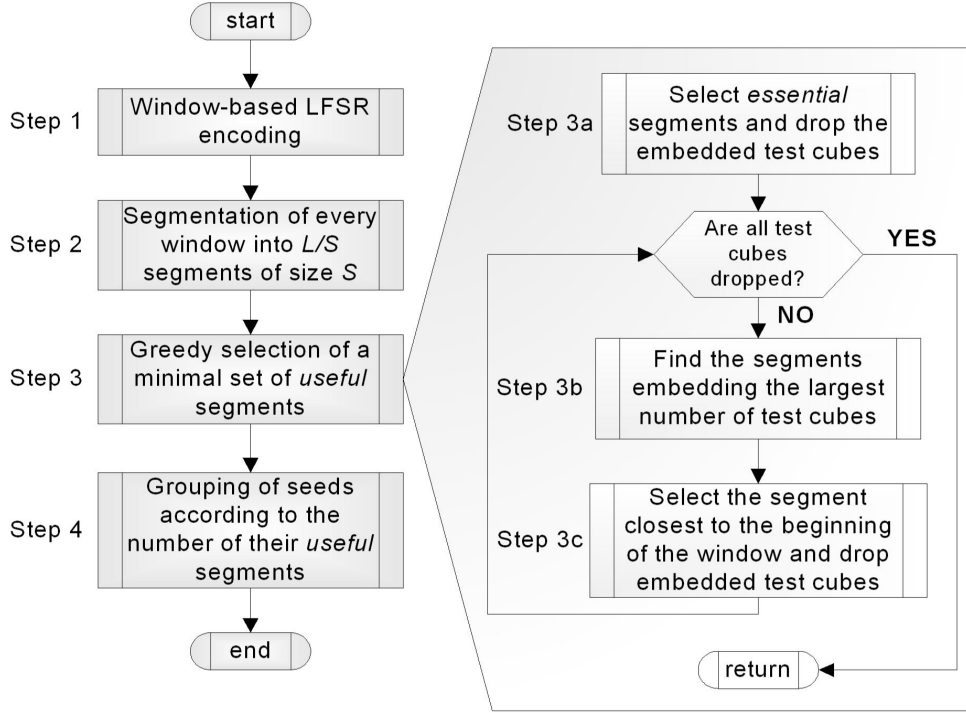 start
Step 1
Window-based LFSR
encoding
Step 2
Segmentation of every
window into L/S
segments of size S
Step 3
Greedy selection of a
minimal set of useful
segments
Step 4
Grouping of seeds
according to the
number of their useful
segments
end
Step 3a
Select essential
segments and drop the
embedded test cubes
Are all test
cubes
dropped?
YES
NO
Step 3b
Find the segments
embedding the largest
number of test cubes
Step 3c
Select the segment
closest to the beginning
of the window and drop
embedded test cubes
return